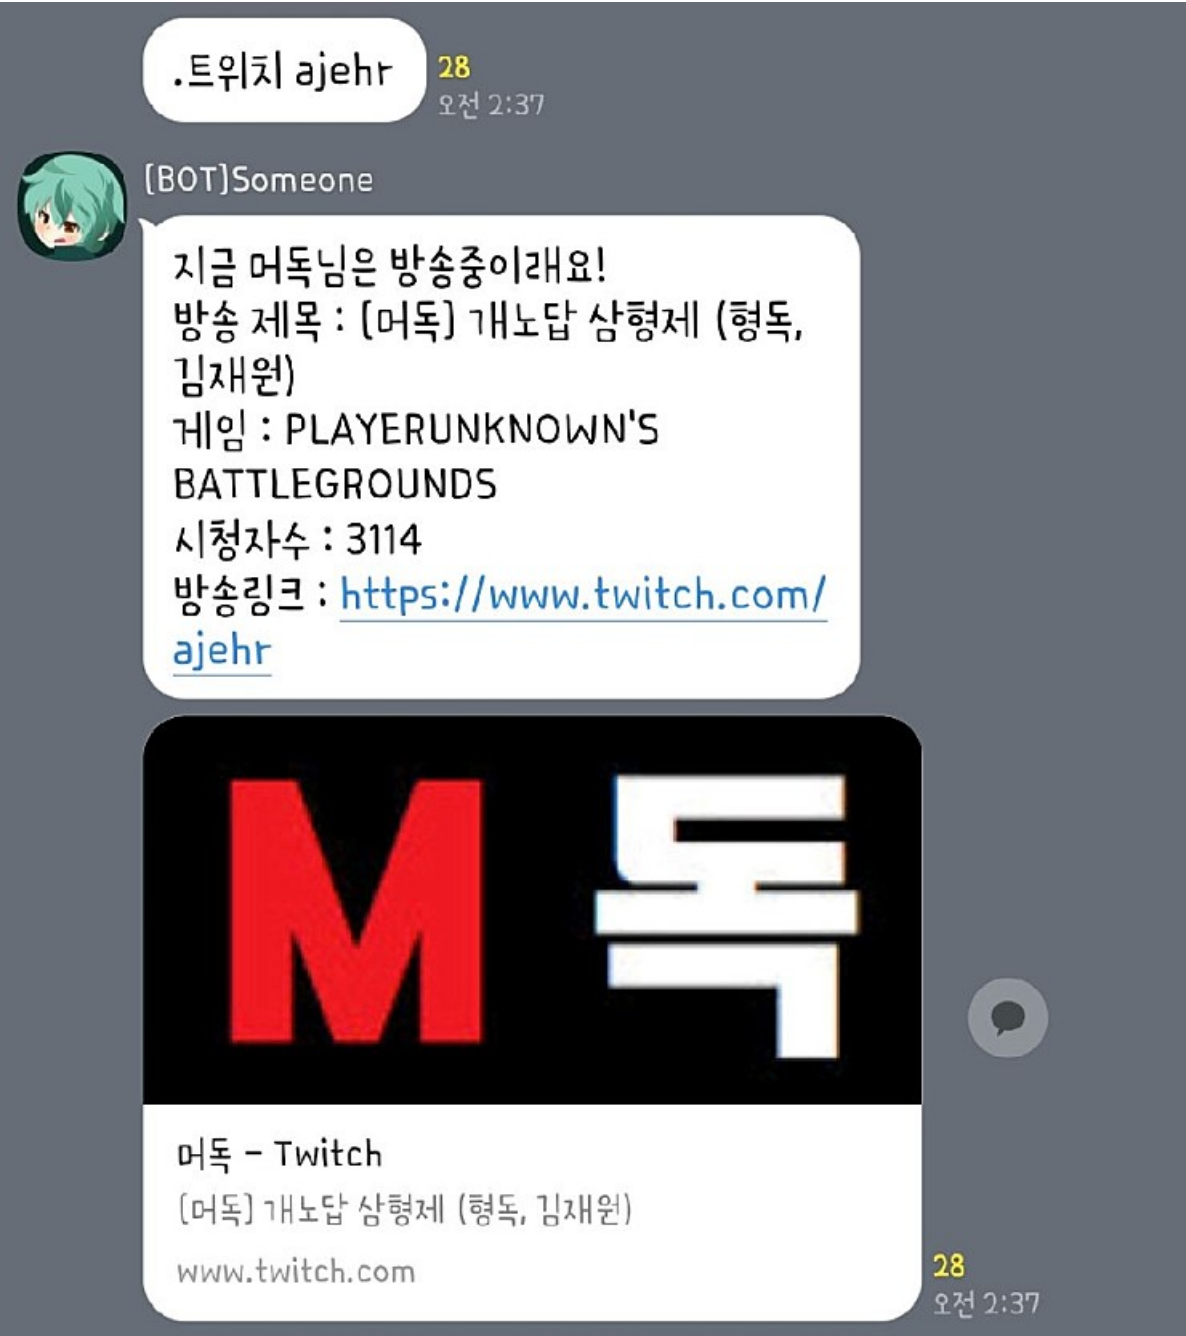 .트위치 ajehr
28
오전 2:37
[BOT]Someone
지금 머독님은 방송중이래요!
방송 제목 : [머독] 개노답 삼형제 (형독,
김재원)
게임 : PLAYERUNKNOWN'S
BATTLEGROUNDS
시청자수 : 3114
방송링크 : https://www.twitch.com/
ajehr
M독
머독 - Twitch
[머독] 개노답 삼형제 (형독, 김재원)
www.twitch.com
28
오전 2:37